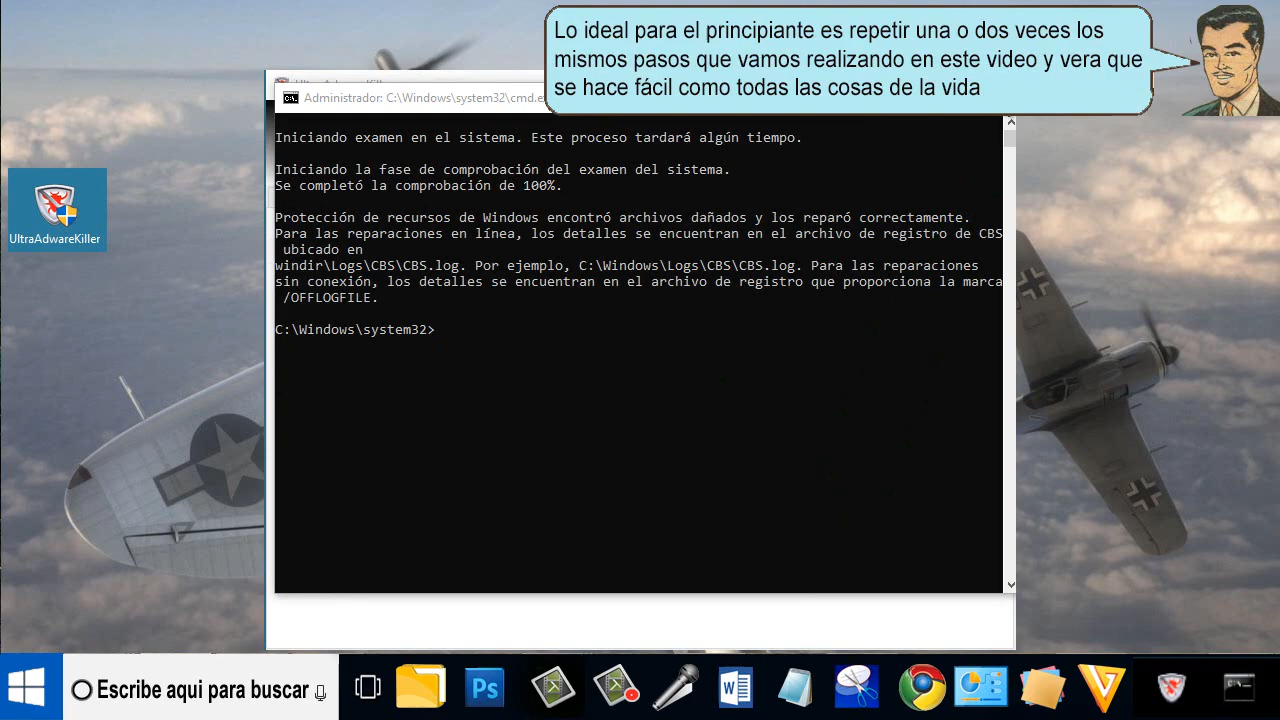 Lo ideal para el principiante es repetir una o dos veces los
mismos pasos que vamos realizando en este video y vera que
se hace fácil como todas las cosas de la vida
Administrador: C:\Windows\system32\cmd.e
Iniciando examen en el sistema. Este proceso tardará algún tiempo.
Iniciando la fase de comprobación del examen del sistema.
Se completó la comprobación de 100%.
Protección de recursos de Windows encontró archivos dañados y los reparó correctamente.
Para las reparaciones en línea, los detalles se encuentran en el archivo de registro de CBS
ubicado en
windir\Logs\CBS\CBS.log. Por ejemplo, C:\Windows\Logs\CBS\CBS.log. Para las reparaciones
sin conexión, los detalles se encuentran en el archivo de registro que proporciona la marca
/OFFLOGFILE.
C:\Windows\system32>
UltraAdwareKiller
Escribe aqui para buscar
Ps
W